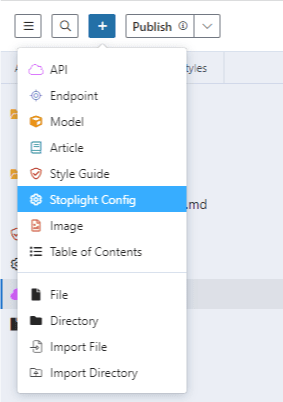 Publish
API
Endpoint
Model
Article
Style Guide
Stoplight Config
.md
Image
Table of Contents
File
Directory
Import File
Import Directory